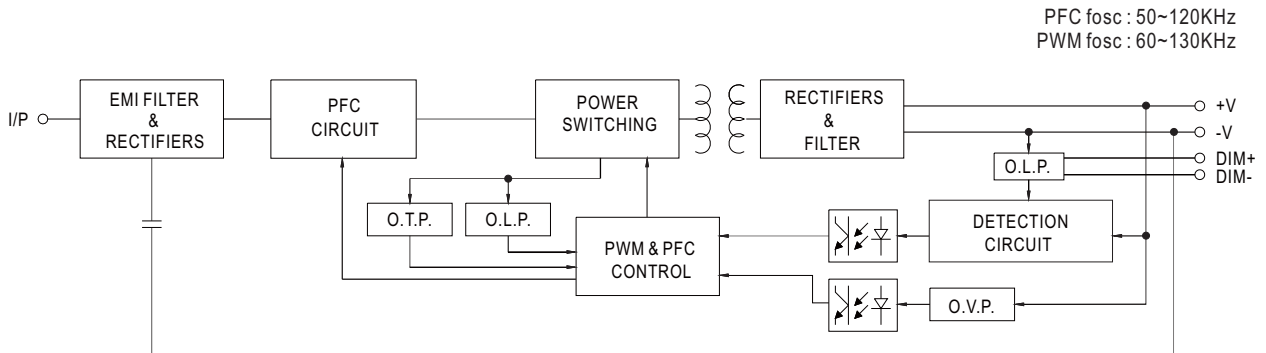 PFC fosc : 50~120KHz
PWM fosc : 60~130KHz
I/P
EMI FILTER
&
RECTIFIERS
PFC
CIRCUIT
POWER
SWITCHING
RECTIFIERS
&
FILTER
+V
-V
DIM+
DIM-
O.L.P.
O.T.P.
O.L.P.
PWM & PFC
CONTROL
DETECTION
CIRCUIT
O.V.P.